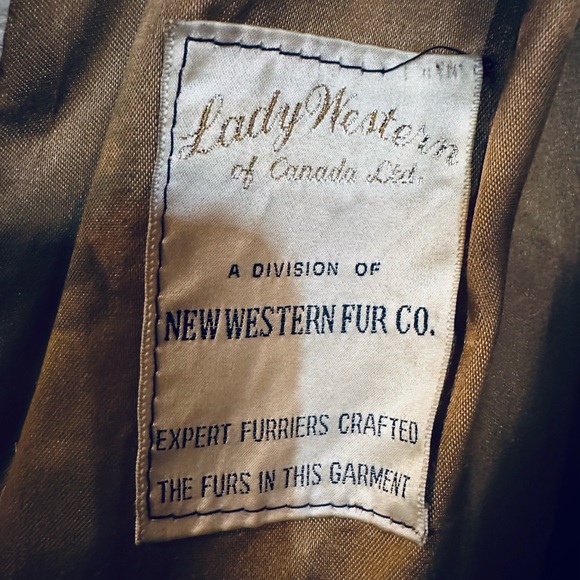 Lady Western
of Canada Ltd.
A DIVISION OF
NEW WESTERN FUR CO.
EXPERT FURRIERS CRAFTED
THE FURS IN THIS GARMENT